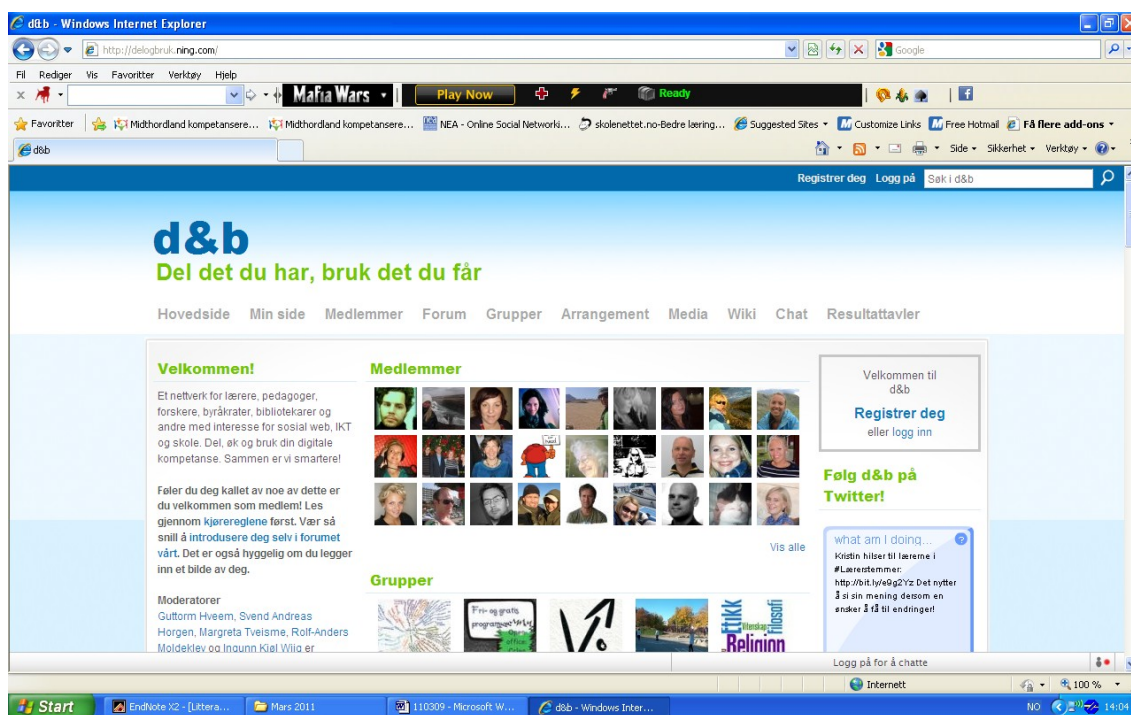 d&b - Windows Internet Explorer
http://delogbruk.ning.com/
Google
Fil Rediger Vis Favoritter Verktøy Hjelp
Mafia Wars
Play Now
Ready
Favoritter
Midthordland kompetansere...
Midthordland kompetansere...
NEA - Online Social Networki...
skolenettet.no-Bedre læring...
Suggested Sites
Customize Links
Free Hotmail
Få flere add-ons
d&b
Side
Sikkerhet
Verktøy
Registrer deg Logg på Søk i d&b
d&b
Del det du har, bruk det du får
Hovedside Min side Medlemmer Forum Grupper Arrangement Media Wiki Chat Resultattavler
Velkommen!
Et nettverk for lærere, pedagoger,
forskere, byråkrater, bibliotekarer og
andre med interesse for sosial web, IKT
og skole. Del, øk og bruk din digitale
kompetanse. Sammen er vi smartere!
Føler du deg kallet av noe av dette er
du velkommen som medlem! Les
gjennom kjørereglene først. Vær så
snill å introdusere deg selv i forumet
vårt. Det er også hyggelig om du legger
inn et bilde av deg.
Moderatorer
Guttorm Hveem, Svend Andreas
Horgen, Margreta Tveisme, Rolf-Anders
Moldeklev og Ingunn Kjøl Wiig er
Medlemmer
Vis alle
Grupper
Fri- og gratis
office
Etikk
Vitenskap
Filosofi
Religion
Velkommen til
d&b
Registrer deg
eller logg inn
Følg d&b på
Twitter!
what am I doing...
Kristin hilser til lærerne i
#Lærerstemmer:
http://bit.ly/e9g2Yz Det nytter
å si sin mening dersom en
ønsker å få til endringer!
Logg på for å chatte
Internett
100 %
Start
EndNote X2 - [Littera...
Mars 2011
110309 - Microsoft W...
d&b - Windows Inter...
NO
14:04